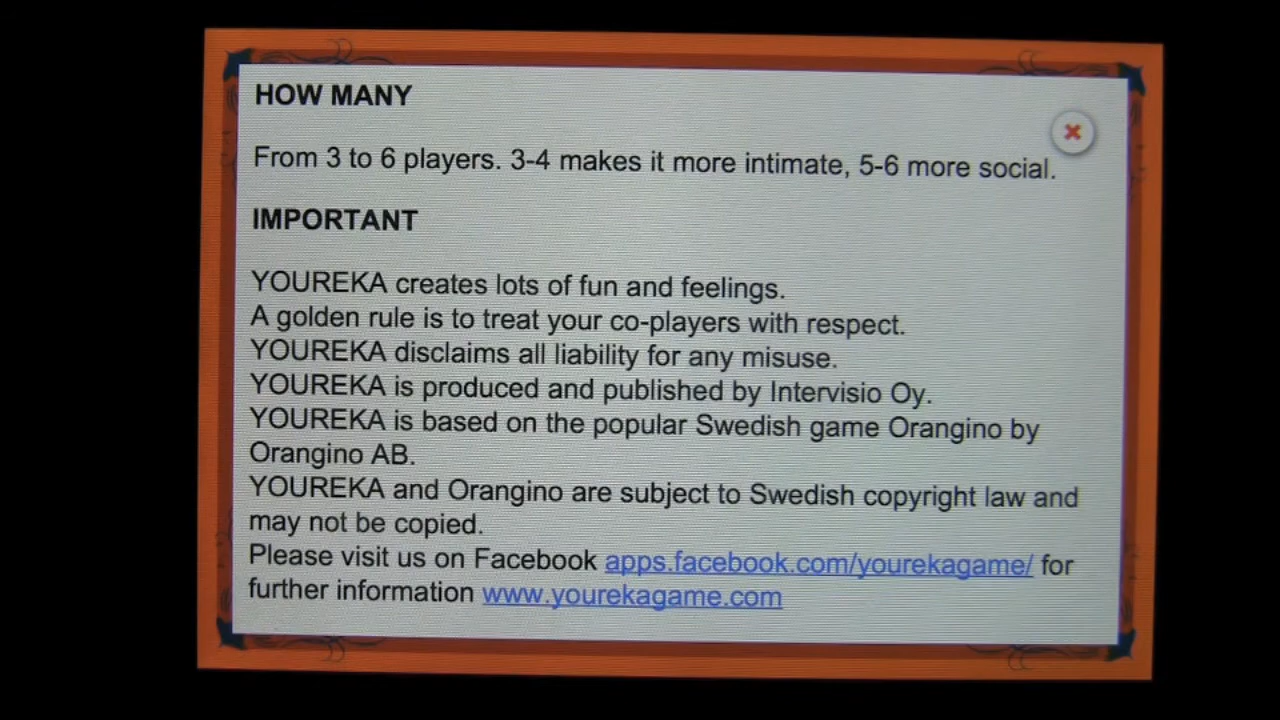 HOW MANY
From 3 to 6 players. 3-4 makes it more intimate, 5-6 more social.
IMPORTANT
YOUREKA creates lots of fun and feelings.
A golden rule is to treat your co-players with respect.
YOUREKA disclaims all liability for any misuse.
YOUREKA is produced and published by Intervisio Oy.
YOUREKA is based on the popular Swedish game Orangino by
Orangino AB.
YOUREKA and Orangino are subject to Swedish copyright law and
may not be copied.
Please visit us on Facebook apps.facebook.com/yourekagame/ for
further information www.yourekagame.com